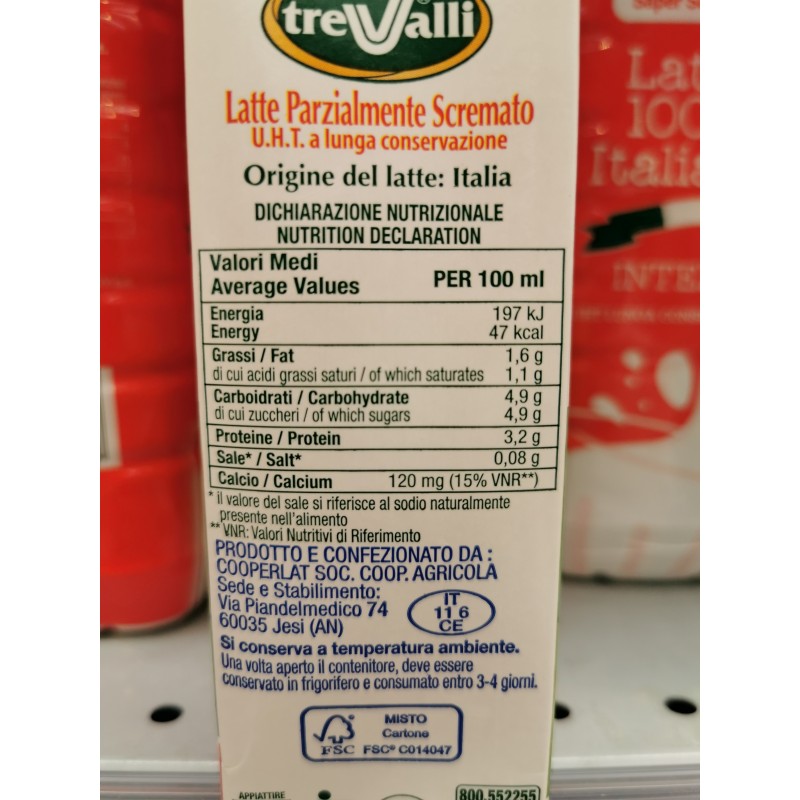 treValli
Latte Parzialmente Scremato
U.H.T. a lunga conservazione
Origine del latte: Italia
DICHIARAZIONE NUTRIZIONALE
NUTRITION DECLARATION
Valori Medi
Average Values PER 100 ml
Energia 197 kJ
Energy 47 kcal
Grassi / Fat 1,6 g
di cui acidi grassi saturi / of which saturates 1,1 g
Carboidrati / Carbohydrate 4,9 g
di cui zuccheri / of which sugars 4,9 g
Proteine / Protein 3,2 g
Sale* / Salt* 0,08 g
Calcio / Calcium 120 mg (15% VNR**)
* il valore del sale si riferisce al sodio naturalmente
presente nell'alimento
** VNR: Valori Nutritivi di Riferimento
PRODOTTO E CONFEZIONATO DA :
COOPERLAT SOC. COOP. AGRICOLA
Sede e Stabilimento:
Via Piandelmedico 74
60035 Jesi (AN)
IT
11 6
CE
Si conserva a temperatura ambiente.
Una volta aperto il contenitore, deve essere
conservato in frigorifero e consumato entro 3-4 giorni.
MISTO
Cartone
FSC FSC® C014047
APPIATTIRE
800.552255
Lat
100
Italia
INTE